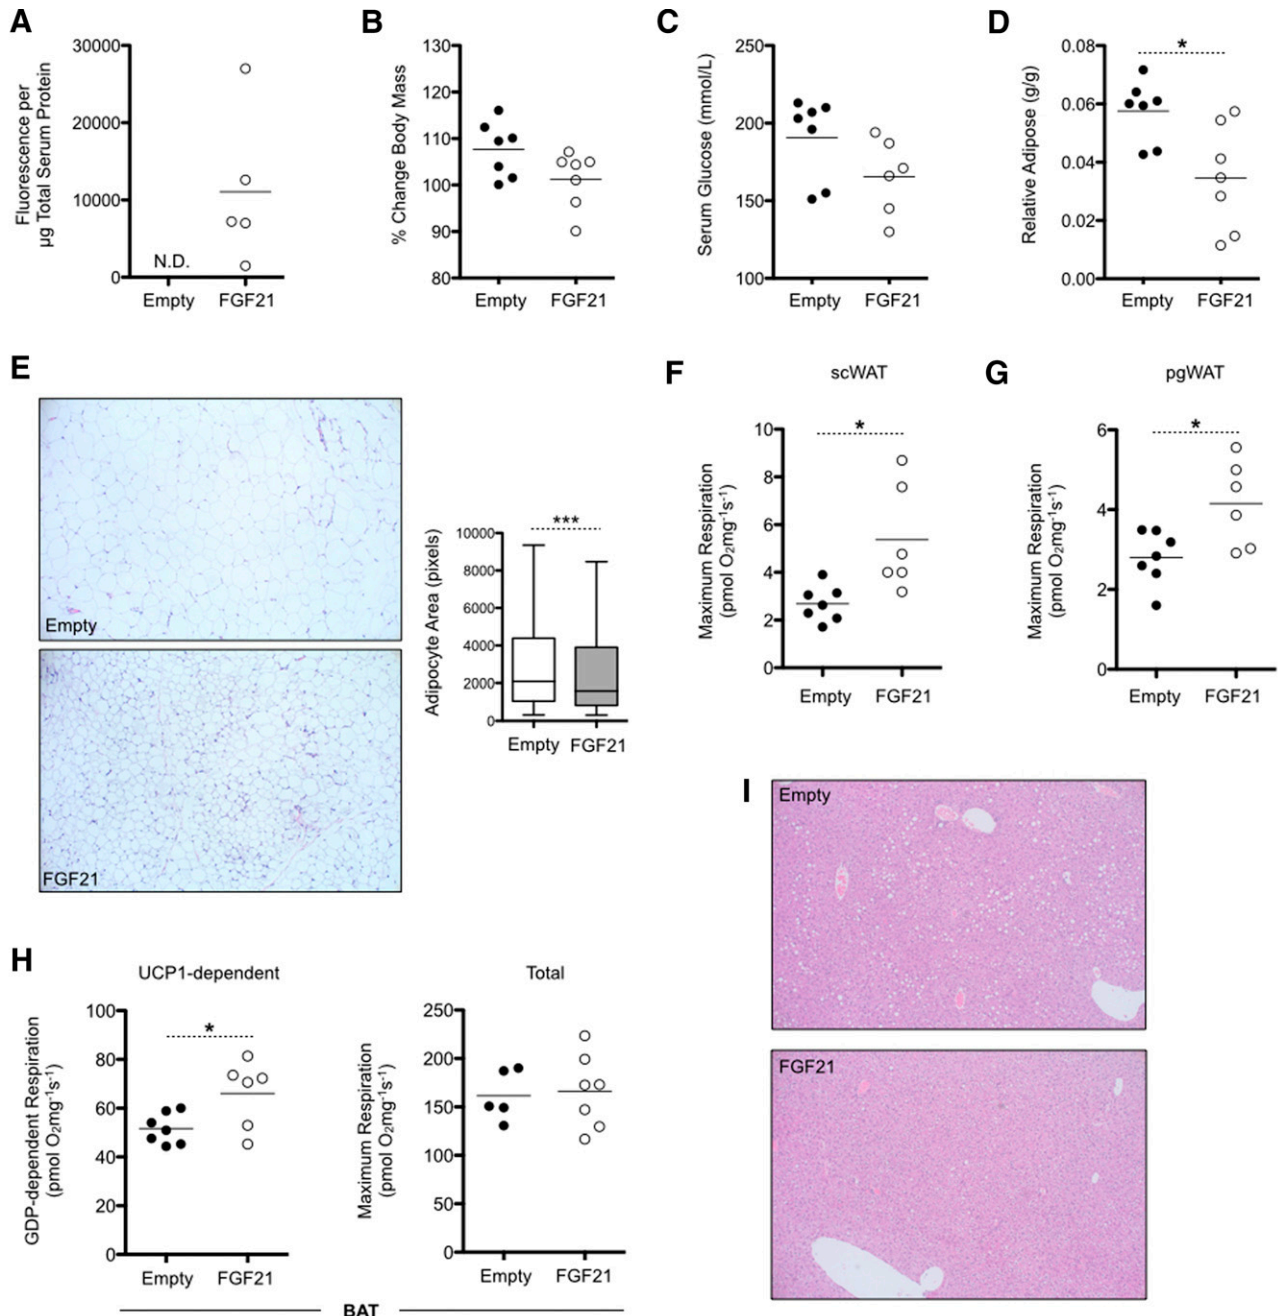 A
Fluorescence per
µg Total Serum Protein
30000
20000
10000
0
N.D.
Empty FGF21
B
% Change Body Mass
130
120
110
100
90
80
Empty FGF21
C
Serum Glucose (mmol/L)
250
200
150
100
Empty FGF21
D
Relative Adipose (g/g)
0.08
0.06
0.04
0.02
0.00
*
Empty FGF21
E
Empty
FGF21
Adipocyte Area (pixels)
10000
8000
6000
4000
2000
0
***
Empty FGF21
F
scWAT
Maximum Respiration
(pmol O₂mg⁻¹s⁻¹)
10
8
6
4
2
0
*
Empty FGF21
G
pgWAT
Maximum Respiration
(pmol O₂mg⁻¹s⁻¹)
6
4
2
0
*
Empty FGF21
H
UCP1-dependent
GDP-dependent Respiration
(pmol O₂mg⁻¹s⁻¹)
100
80
60
40
20
0
*
Empty FGF21
Total
Maximum Respiration
(pmol O₂mg⁻¹s⁻¹)
250
200
150
100
50
0
Empty FGF21
BAT
I
Empty
FGF21